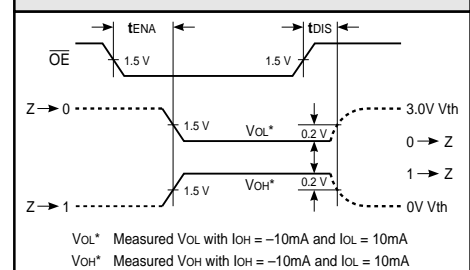 tENA tDIS
OE 1.5 V 1.5 V
Z → 0 3.0V Vth
1.5 V VOL* 0.2 V
0 → Z
1 → Z
1.5 V VOH* 0.2 V
Z → 1 0V Vth
VOL* Measured VOL with IOH = –10mA and IOL = 10mA
VOH* Measured VOH with IOH = –10mA and IOL = 10mA